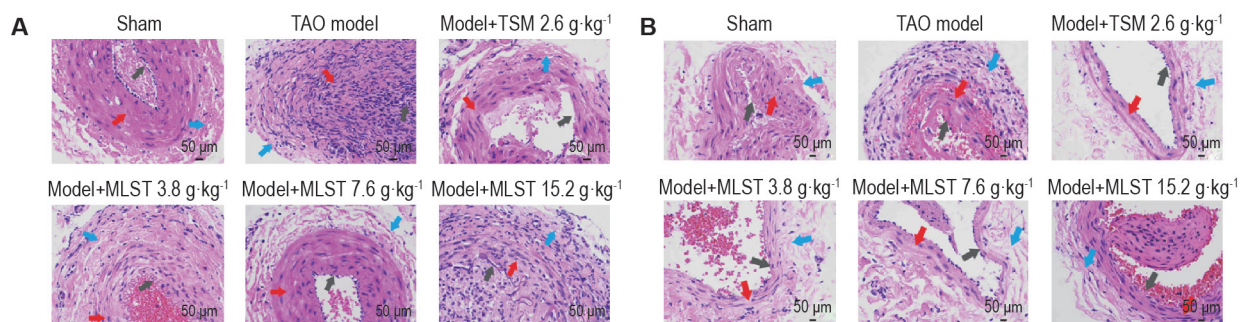 A
Sham
TAO model
Model+TSM 2.6 g·kg⁻¹
50 μm
50 μm
50 μm
Model+MLST 3.8 g·kg⁻¹
Model+MLST 7.6 g·kg⁻¹
Model+MLST 15.2 g·kg⁻¹
50 μm
50 μm
50 μm
B
Sham
TAO model
Model+TSM 2.6 g·kg⁻¹
50 μm
50 μm
50 μm
Model+MLST 3.8 g·kg⁻¹
Model+MLST 7.6 g·kg⁻¹
Model+MLST 15.2 g·kg⁻¹
50 μm
50 μm
50 μm